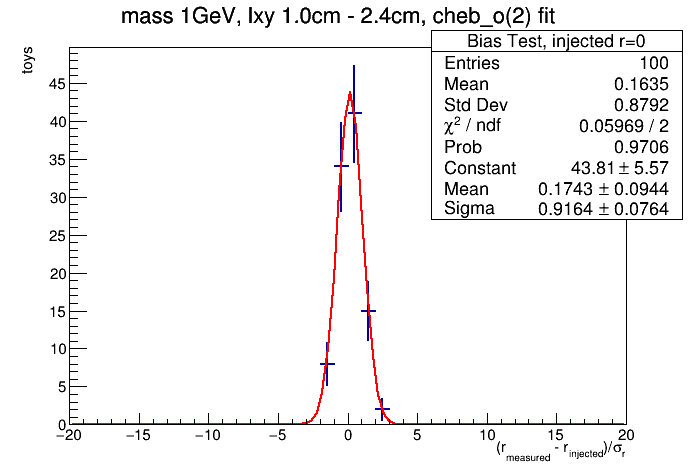 mass 1GeV, lxy 1.0cm - 2.4cm, cheb_o(2) fit
toys
Bias Test, injected r=0
Entries 100
Mean 0.1635
Std Dev 0.8792
χ² / ndf 0.05969 / 2
Prob 0.9706
Constant 43.81 ± 5.57
Mean 0.1743 ± 0.0944
Sigma 0.9164 ± 0.0764
45
40
35
30
25
20
15
10
5
0
−20 −15 −10 −5 0 5 10 15 20
(r_measured - r_injected)/σ_r